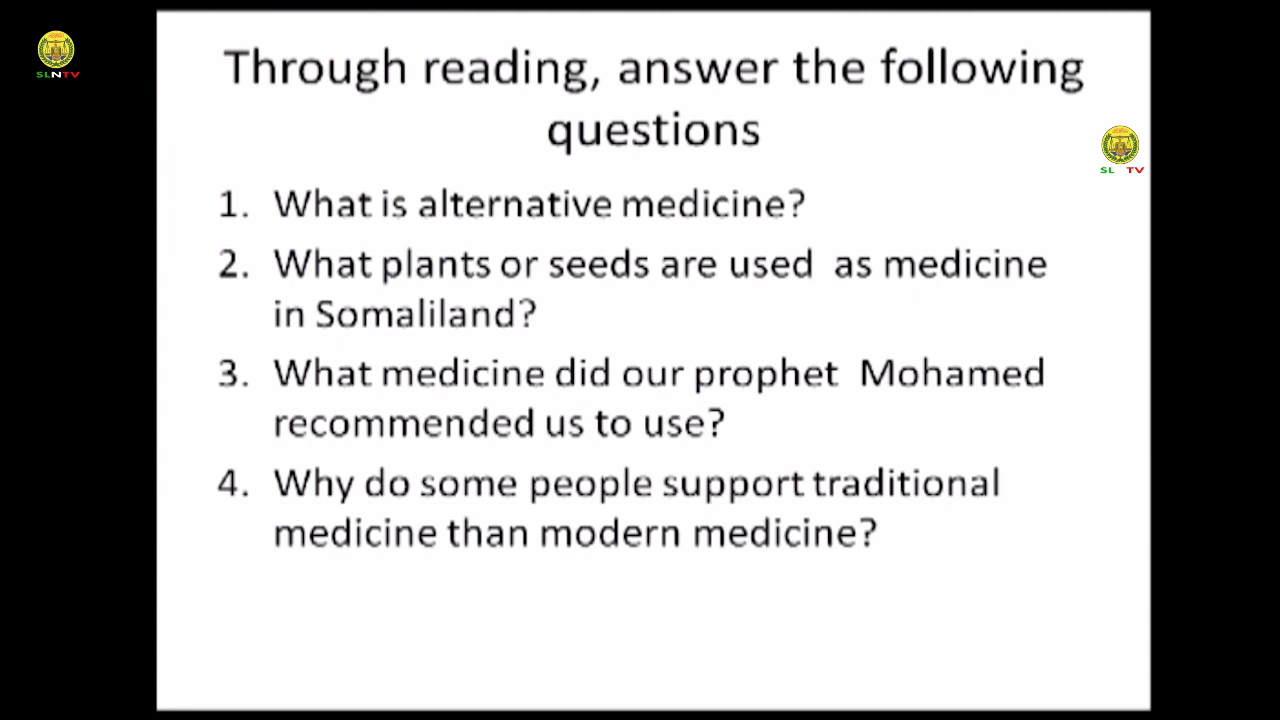 SLNTV
Through reading, answer the following
questions
SL TV
1. What is alternative medicine?
2. What plants or seeds are used as medicine
in Somaliland?
3. What medicine did our prophet Mohamed
recommended us to use?
4. Why do some people support traditional
medicine than modern medicine?